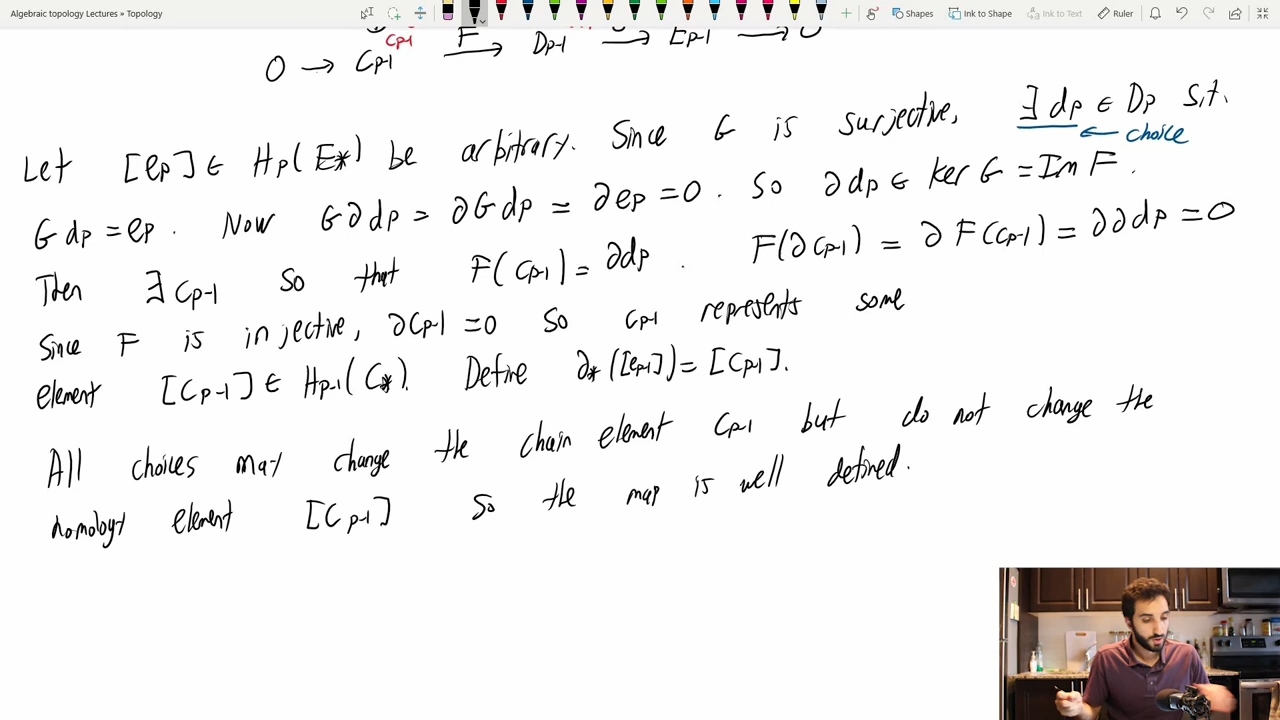 Algebraic topology Lectures » Topology
Shapes Ink to Shape Ink to Text Ruler
Cp-1
0 → Cp-1 F→ Dp-1 → Ep-1 → 0
Let [ep] ∈ Hp(E*) be arbitrary. Since G is surjective, ∃ dp ∈ Dp s.t.
← choice
G dp = ep. Now G∂dp = ∂Gdp = ∂ep = 0. So ∂dp ∈ ker G = Im F.
Then ∃ Cp-1 so that F(Cp-1) = ∂dp. F(∂Cp-1) = ∂F(Cp-1) = ∂∂dp = 0
Since F is injective, ∂Cp-1 = 0 so Cp-1 represents some
element [Cp-1] ∈ Hp-1(C*). Define ∂*([ep-1]) = [Cp-1].
All choices may change the chain element Cp-1 but do not change the
homology element [Cp-1] so the map is well defined.